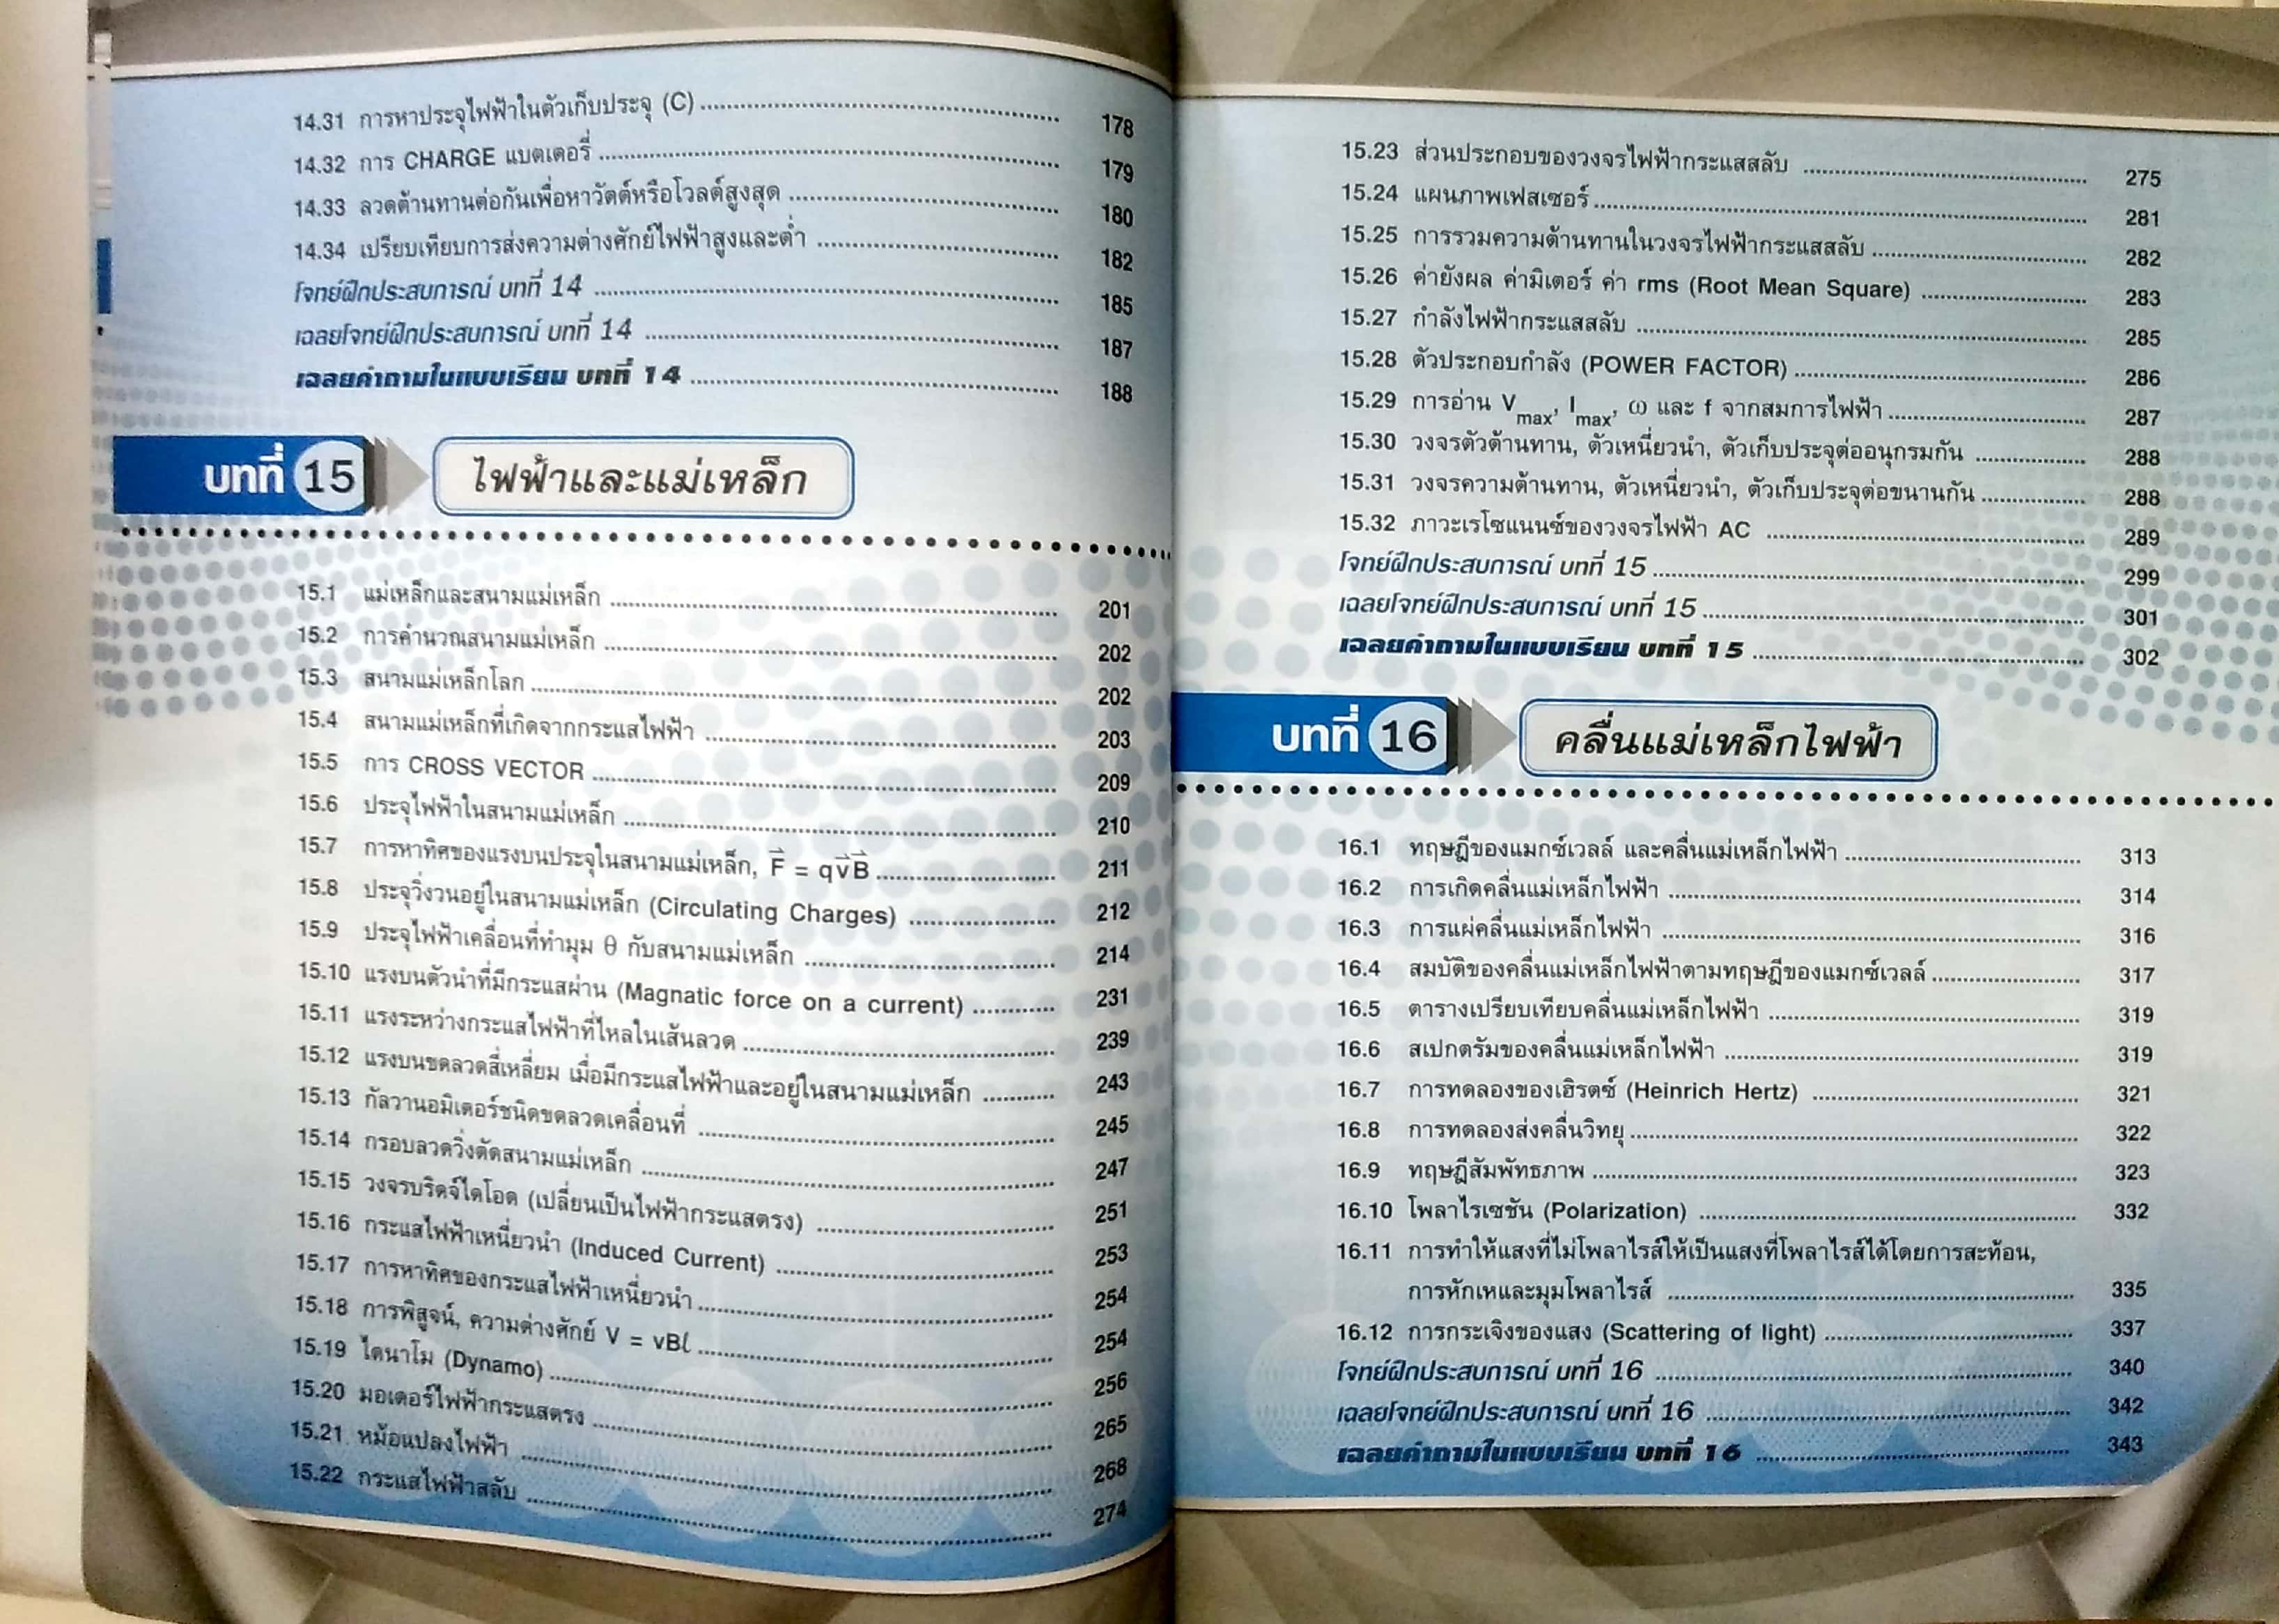 14.31 การหาประจุไฟฟ้าในตัวเก็บประจุ (C) 178
14.32 การ CHARGE แบตเตอรี่ 179
14.33 ลวดต้านทานต่อกันเพื่อหาวัตต์หรือโวลต์สูงสุด 180
14.34 เปรียบเทียบการส่งความต่างศักย์ไฟฟ้าสูงและต่ำ 182
โจทย์ฝึกประสบการณ์ บทที่ 14 185
เฉลยโจทย์ฝึกประสบการณ์ บทที่ 14 187
เฉลยคำถามในแบบเรียน บทที่ 14 188
บทที่ 15 ไฟฟ้าและแม่เหล็ก
15.1 แม่เหล็กและสนามแม่เหล็ก 201
15.2 การคำนวณสนามแม่เหล็ก 202
15.3 สนามแม่เหล็กโลก 202
15.4 สนามแม่เหล็กที่เกิดจากกระแสไฟฟ้า 203
15.5 การ CROSS VECTOR 209
15.6 ประจุไฟฟ้าในสนามแม่เหล็ก 210
15.7 การหาทิศของแรงบนประจุในสนามแม่เหล็ก, F⃗ = qv⃗B⃗ 211
15.8 ประจุวิ่งวนอยู่ในสนามแม่เหล็ก (Circulating Charges) 212
15.9 ประจุไฟฟ้าเคลื่อนที่ทำมุม θ กับสนามแม่เหล็ก 214
15.10 แรงบนตัวนำที่มีกระแสผ่าน (Magnatic force on a current) 231
15.11 แรงระหว่างกระแสไฟฟ้าที่ไหลในเส้นลวด 239
15.12 แรงบนขดลวดสี่เหลี่ยม เมื่อมีกระแสไฟฟ้าและอยู่ในสนามแม่เหล็ก 243
15.13 กัลวานอมิเตอร์ชนิดขดลวดเคลื่อนที่ 245
15.14 กรอบลวดวิ่งตัดสนามแม่เหล็ก 247
15.15 วงจรบริดจ์ไดโอด (เปลี่ยนเป็นไฟฟ้ากระแสตรง) 251
15.16 กระแสไฟฟ้าเหนี่ยวนำ (Induced Current) 253
15.17 การหาทิศของกระแสไฟฟ้าเหนี่ยวนำ 254
15.18 การพิสูจน์, ความต่างศักย์ V = vBℓ 254
15.19 ไดนาโม (Dynamo) 256
15.20 มอเตอร์ไฟฟ้ากระแสตรง 265
15.21 หม้อแปลงไฟฟ้า 268
15.22 กระแสไฟฟ้าสลับ 274
15.23 ส่วนประกอบของวงจรไฟฟ้ากระแสสลับ 275
15.24 แผนภาพเฟสเซอร์ 281
15.25 การรวมความต้านทานในวงจรไฟฟ้ากระแสสลับ 282
15.26 ค่ายังผล ค่ามิเตอร์ ค่า rms (Root Mean Square) 283
15.27 กำลังไฟฟ้ากระแสสลับ 285
15.28 ตัวประกอบกำลัง (POWER FACTOR) 286
15.29 การอ่าน Vmax, Imax, ω และ f จากสมการไฟฟ้า 287
15.30 วงจรตัวต้านทาน, ตัวเหนี่ยวนำ, ตัวเก็บประจุต่ออนุกรมกัน 288
15.31 วงจรความต้านทาน, ตัวเหนี่ยวนำ, ตัวเก็บประจุต่อขนานกัน 288
15.32 ภาวะเรโซแนนซ์ของวงจรไฟฟ้า AC 289
โจทย์ฝึกประสบการณ์ บทที่ 15 299
เฉลยโจทย์ฝึกประสบการณ์ บทที่ 15 301
เฉลยคำถามในแบบเรียน บทที่ 15 302
บทที่ 16 คลื่นแม่เหล็กไฟฟ้า
16.1 ทฤษฎีของแมกซ์เวลล์ และคลื่นแม่เหล็กไฟฟ้า 313
16.2 การเกิดคลื่นแม่เหล็กไฟฟ้า 314
16.3 การแผ่คลื่นแม่เหล็กไฟฟ้า 316
16.4 สมบัติของคลื่นแม่เหล็กไฟฟ้าตามทฤษฎีของแมกซ์เวลล์ 317
16.5 ตารางเปรียบเทียบคลื่นแม่เหล็กไฟฟ้า 319
16.6 สเปกตรัมของคลื่นแม่เหล็กไฟฟ้า 319
16.7 การทดลองของเฮิรตซ์ (Heinrich Hertz) 321
16.8 การทดลองส่งคลื่นวิทยุ 322
16.9 ทฤษฎีสัมพัทธภาพ 323
16.10 โพลาไรเซชัน (Polarization) 332
16.11 การทำให้แสงที่ไม่โพลาไรส์ให้เป็นแสงที่โพลาไรส์ได้โดยการสะท้อน,
การหักเหและมุมโพลาไรส์ 335
16.12 การกระเจิงของแสง (Scattering of light) 337
โจทย์ฝึกประสบการณ์ บทที่ 16 340
เฉลยโจทย์ฝึกประสบการณ์ บทที่ 16 342
เฉลยคำถามในแบบเรียน บทที่ 16 343